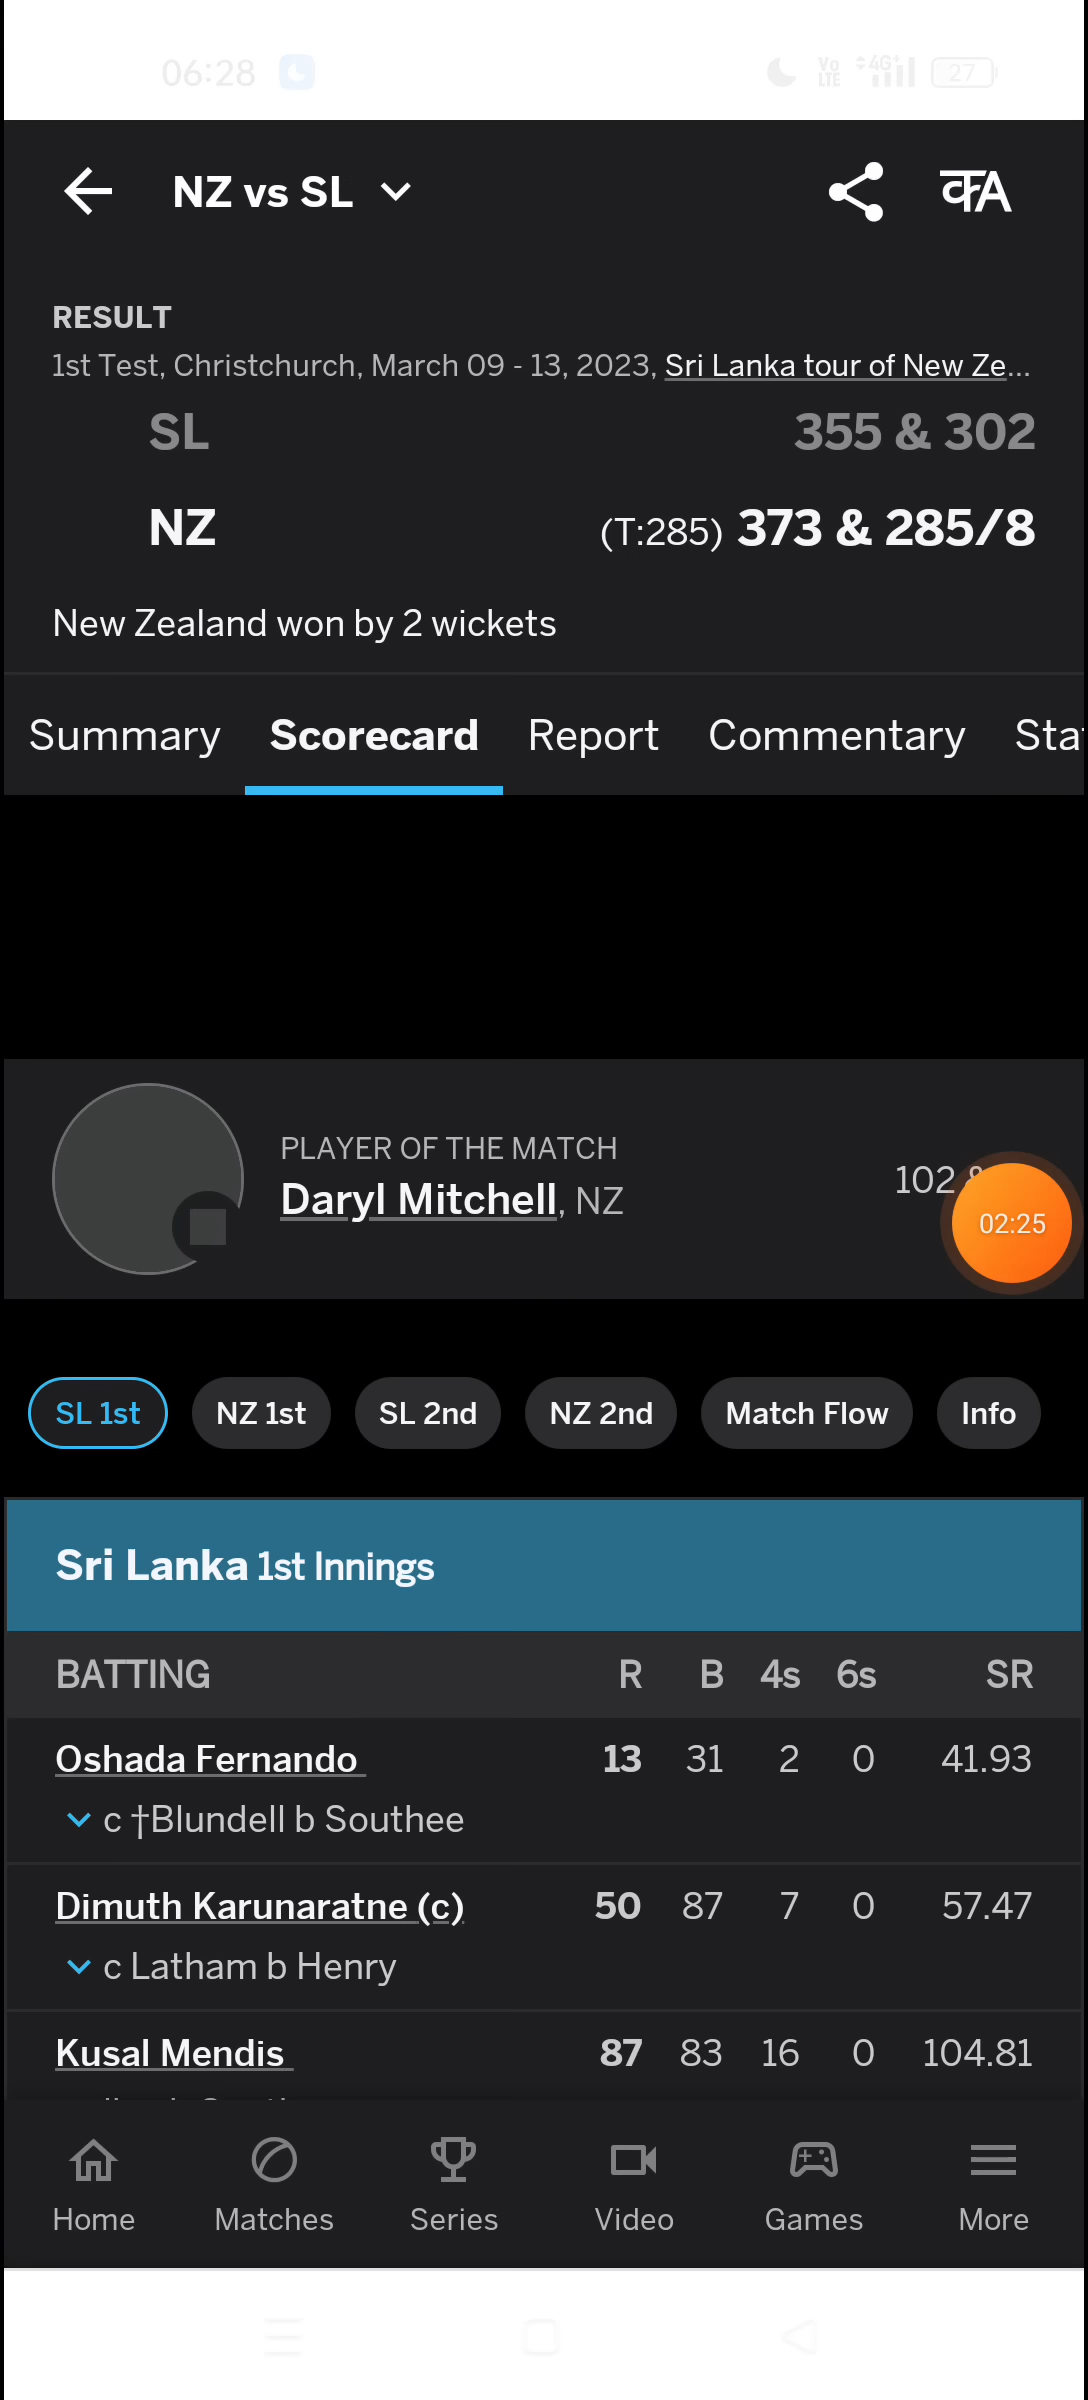 06:28
Vo LTE 4G+ 27
NZ vs SL
कA
RESULT
1st Test, Christchurch, March 09 - 13, 2023, Sri Lanka tour of New Ze...
SL 355 & 302
NZ (T:285) 373 & 285/8
New Zealand won by 2 wickets
Summary Scorecard Report Commentary Sta
PLAYER OF THE MATCH
Daryl Mitchell, NZ
102 &
02:25
SL 1st NZ 1st SL 2nd NZ 2nd Match Flow Info
Sri Lanka 1st Innings
BATTING R B 4s 6s SR
Oshada Fernando 13 31 2 0 41.93
c †Blundell b Southee
Dimuth Karunaratne (c) 50 87 7 0 57.47
c Latham b Henry
Kusal Mendis 87 83 16 0 104.81
Home Matches Series Video Games More